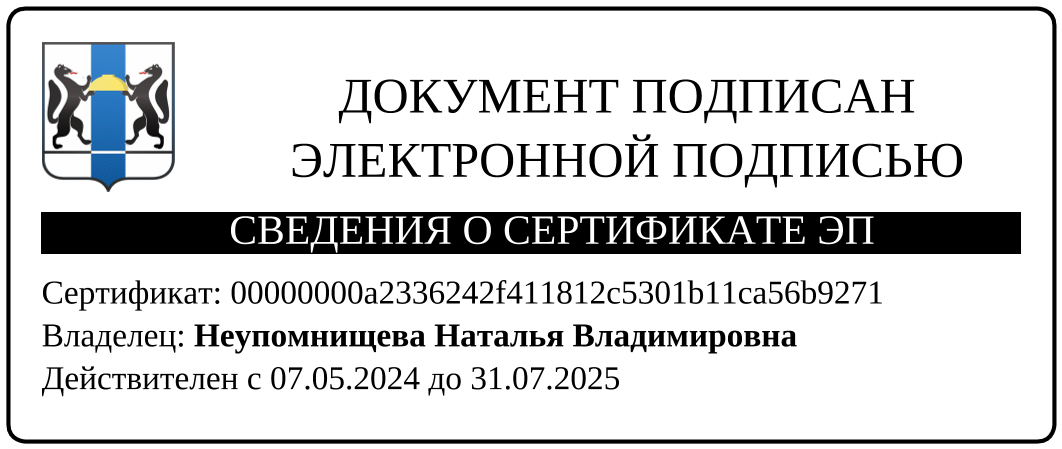 ДОКУМЕНТ ПОДПИСАН
ЭЛЕКТРОННОЙ ПОДПИСЬЮ
СВЕДЕНИЯ О СЕРТИФИКАТЕ ЭП
Сертификат: 00000000a2336242f411812c5301b11ca56b9271
Владелец: Неупомнищева Наталья Владимировна
Действителен с 07.05.2024 до 31.07.2025